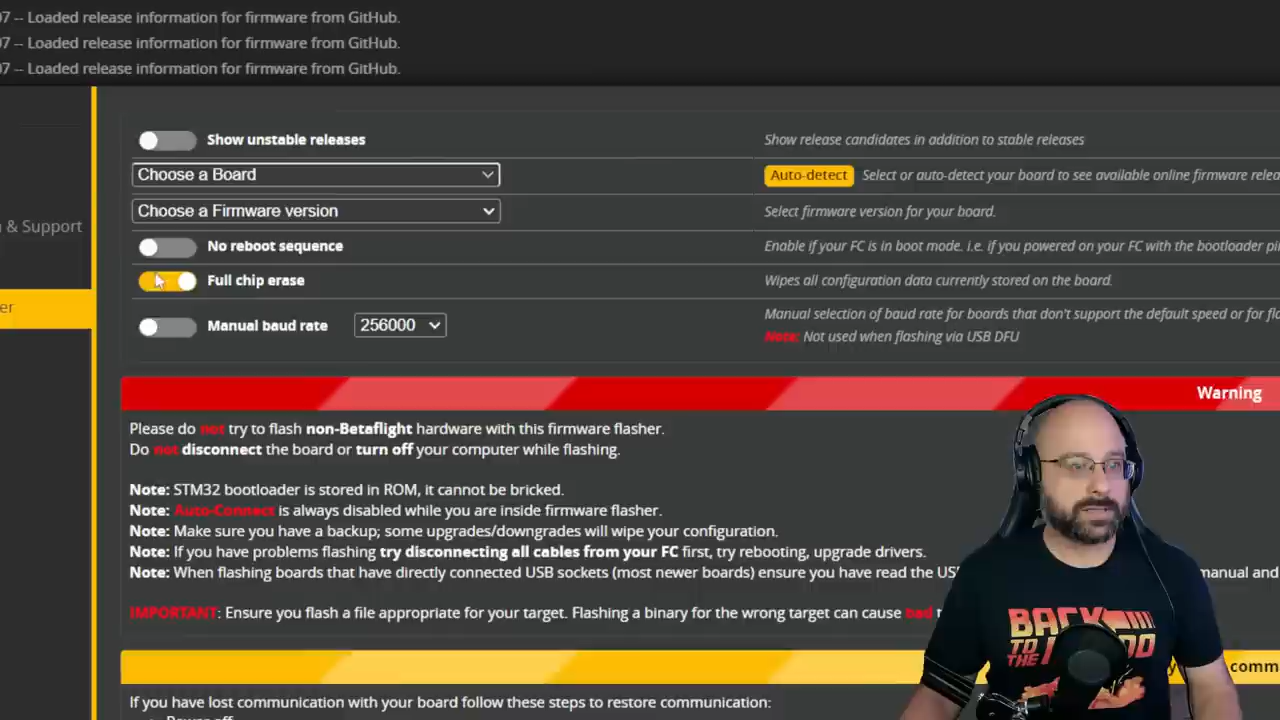 07 -- Loaded release information for firmware from GitHub.
07 -- Loaded release information for firmware from GitHub.
07 -- Loaded release information for firmware from GitHub.
Show unstable releases Show release candidates in addition to stable releases
Choose a Board Auto-detect Select or auto-detect your board to see available online firmware relea
Choose a Firmware version Select firmware version for your board.
& Support
No reboot sequence Enable if your FC is in boot mode. i.e. if you powered on your FC with the bootloader pi
Full chip erase Wipes all configuration data currently stored on the board.
er
Manual baud rate 256000 Manual selection of baud rate for boards that don't support the default speed or for fl
Note: Not used when flashing via USB DFU
Warning
Please do not try to flash non-Betaflight hardware with this firmware flasher.
Do not disconnect the board or turn off your computer while flashing.
Note: STM32 bootloader is stored in ROM, it cannot be bricked.
Note: Auto-Connect is always disabled while you are inside firmware flasher.
Note: Make sure you have a backup; some upgrades/downgrades will wipe your configuration.
Note: If you have problems flashing try disconnecting all cables from your FC first, try rebooting, upgrade drivers.
Note: When flashing boards that have directly connected USB sockets (most newer boards) ensure you have read the US manual and
IMPORTANT: Ensure you flash a file appropriate for your target. Flashing a binary for the wrong target can cause bad t
BACK
TO THE
comm
If you have lost communication with your board follow these steps to restore communication:
Power off